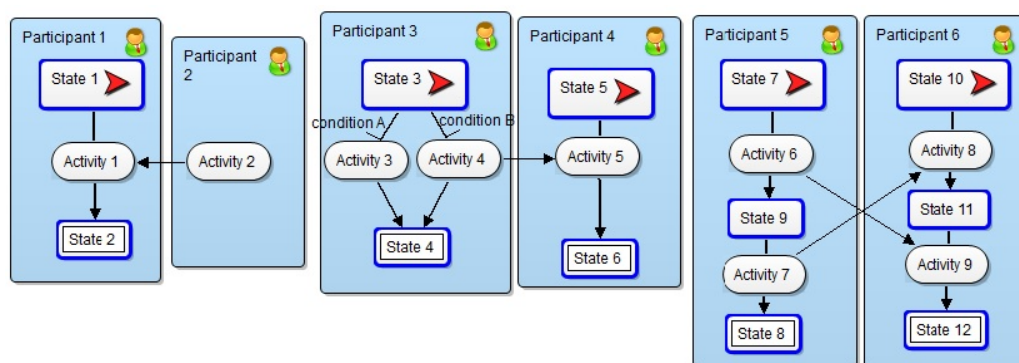 Participant 1
State 1
Activity 1
State 2
Participant
2
Activity 2
Participant 3
State 3
condition A
condition B
Activity 3
Activity 4
State 4
Participant 4
State 5
Activity 5
State 6
Participant 5
State 7
Activity 6
State 9
Activity 7
State 8
Participant 6
State 10
Activity 8
State 11
Activity 9
State 12